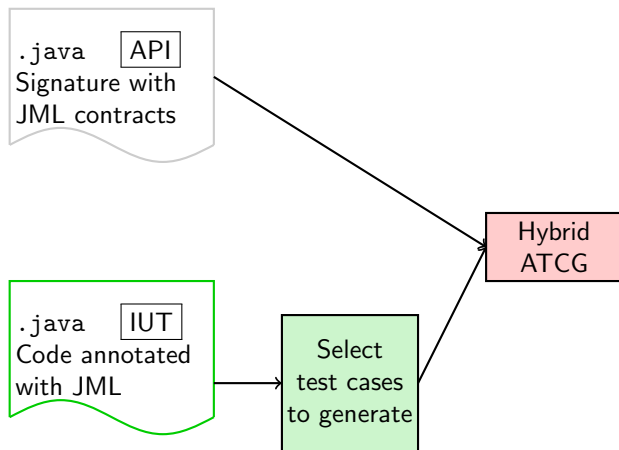 .java API
Signature with
JML contracts
Hybrid
ATCG
.java IUT
Code annotated
with JML
Select
test cases
to generate